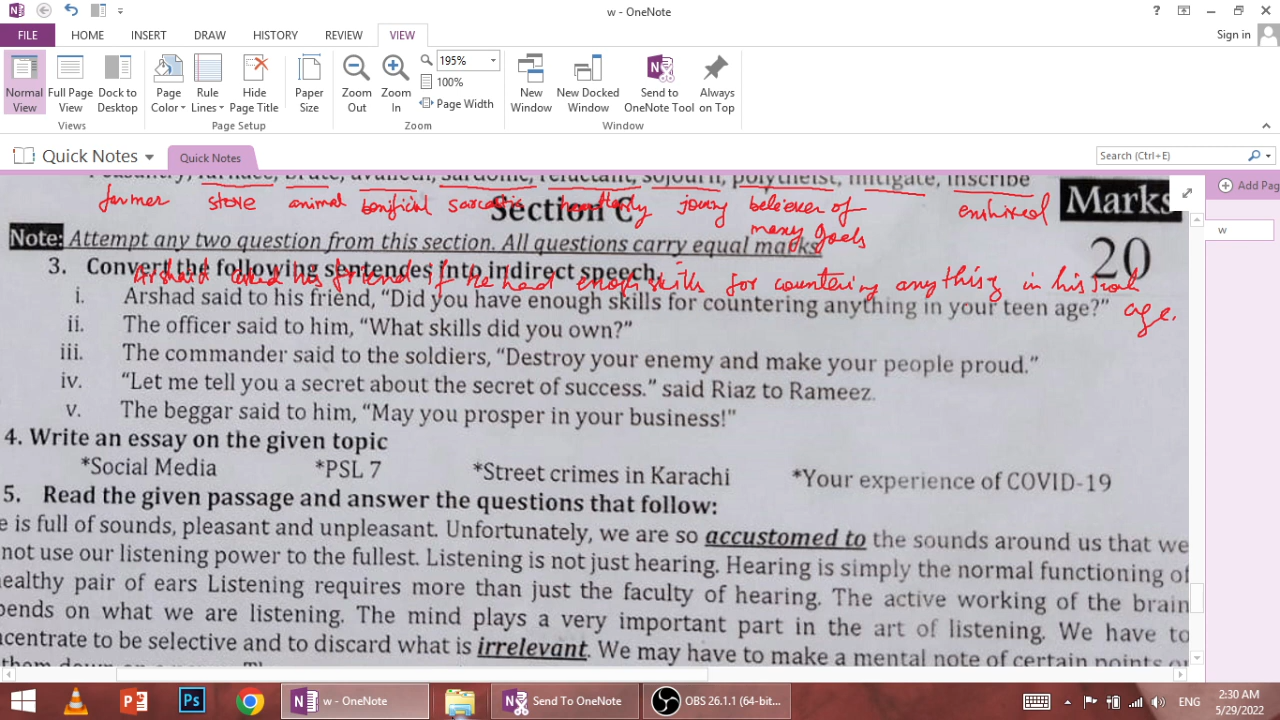 w - OneNote
FILE HOME INSERT DRAW HISTORY REVIEW VIEW
Sign in
Normal View
Full Page View
Dock to Desktop
Page Color
Rule Lines
Hide Page Title
Paper Size
Zoom Out
Zoom In
195%
100%
Page Width
New Window
New Docked Window
Send to OneNote Tool
Always on Top
Views Page Setup Zoom Window
Quick Notes
Quick Notes
Search (Ctrl+E)
Add Pag
w
sardonic, reluctant, sojourn, polytheist, mitigate, inscribe
farmer stove animal sarcastic believer of
many
Section C
Marks
Note: Attempt any two question from this section. All questions carry equal marks.
20
3. Convert the following sentences into indirect speech.
his friend if he had skills for countering anything in his
age.
i. Arshad said to his friend, “Did you have enough skills for countering anything in your teen age?”
ii. The officer said to him, “What skills did you own?”
iii. The commander said to the soldiers, “Destroy your enemy and make your people proud.”
iv. “Let me tell you a secret about the secret of success.” said Riaz to Rameez.
v. The beggar said to him, “May you prosper in your business!"
4. Write an essay on the given topic
*Social Media *PSL 7 *Street crimes in Karachi *Your experience of COVID-19
5. Read the given passage and answer the questions that follow:
e is full of sounds, pleasant and unpleasant. Unfortunately, we are so accustomed to the sounds around us that we
not use our listening power to the fullest. Listening is not just hearing. Hearing is simply the normal functioning of
ealthy pair of ears Listening requires more than just the faculty of hearing. The active working of the brain
pends on what we are listening. The mind plays a very important part in the art of listening. We have to
ncentrate to be selective and to discard what is irrelevant. We may have to make a mental note of certain points
w - OneNote
Send To OneNote
OBS 26.1.1 (64-bit...
ENG
2:30 AM
5/29/2022